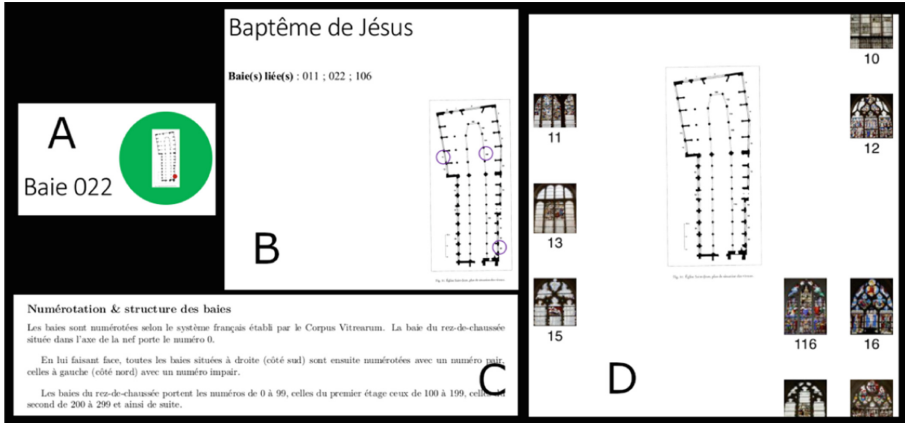 A
Baie 022
Baptême de Jésus
Baie(s) liée(s) : 011 ; 022 ; 106
B
Numérotation & structure des baies
Les baies sont numérotées selon le système français établi par le Corpus Vitrearum. La baie du rez-de-chaussée
située dans l'axe de la nef porte le numéro 0.
En lui faisant face, toutes les baies situées à droite (côté sud) sont ensuite numérotées avec un numéro pair,
celles à gauche (côté nord) avec un numéro impair.
Les baies du rez-de-chaussée portent les numéros de 0 à 99, celles du premier étage ceux de 100 à 199, celles
second de 200 à 299 et ainsi de suite.
C
10
11
12
13
15
116
16
D